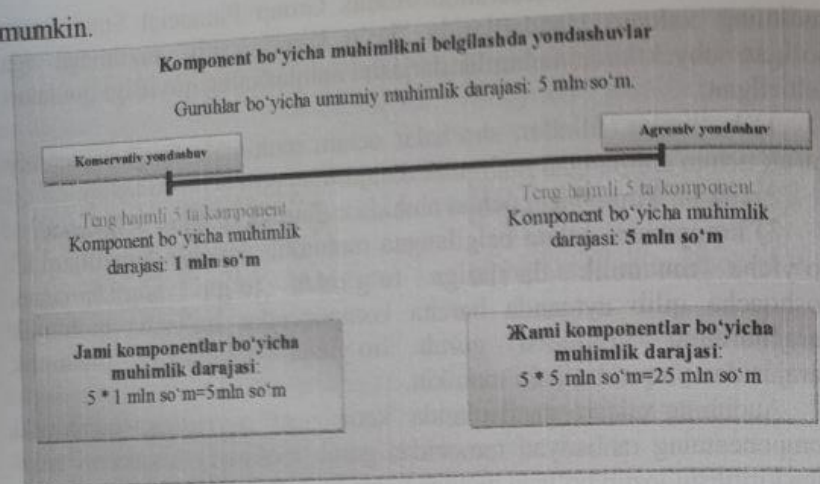 mumkin.
Komponent bo‘yicha muhimlikni belgilashda yondashuvlar
Guruhlar bo‘yicha umumiy muhimlik darajasi: 5 mln so‘m.
Konservativ yondashuv
Agressiv yondashuv
Teng hajmli 5 ta komponent
Komponent bo‘yicha muhimlik
darajasi: 1 mln so‘m
Teng hajmli 5 ta komponent
Komponent bo‘yicha muhimlik
darajasi: 5 mln so‘m
Jami komponentlar bo‘yicha
muhimlik darajasi:
5 * 1 mln so‘m=5mln so‘m
Жami komponentlar bo‘yicha
muhimlik darajasi:
5 * 5 mln so‘m=25 mln so‘m